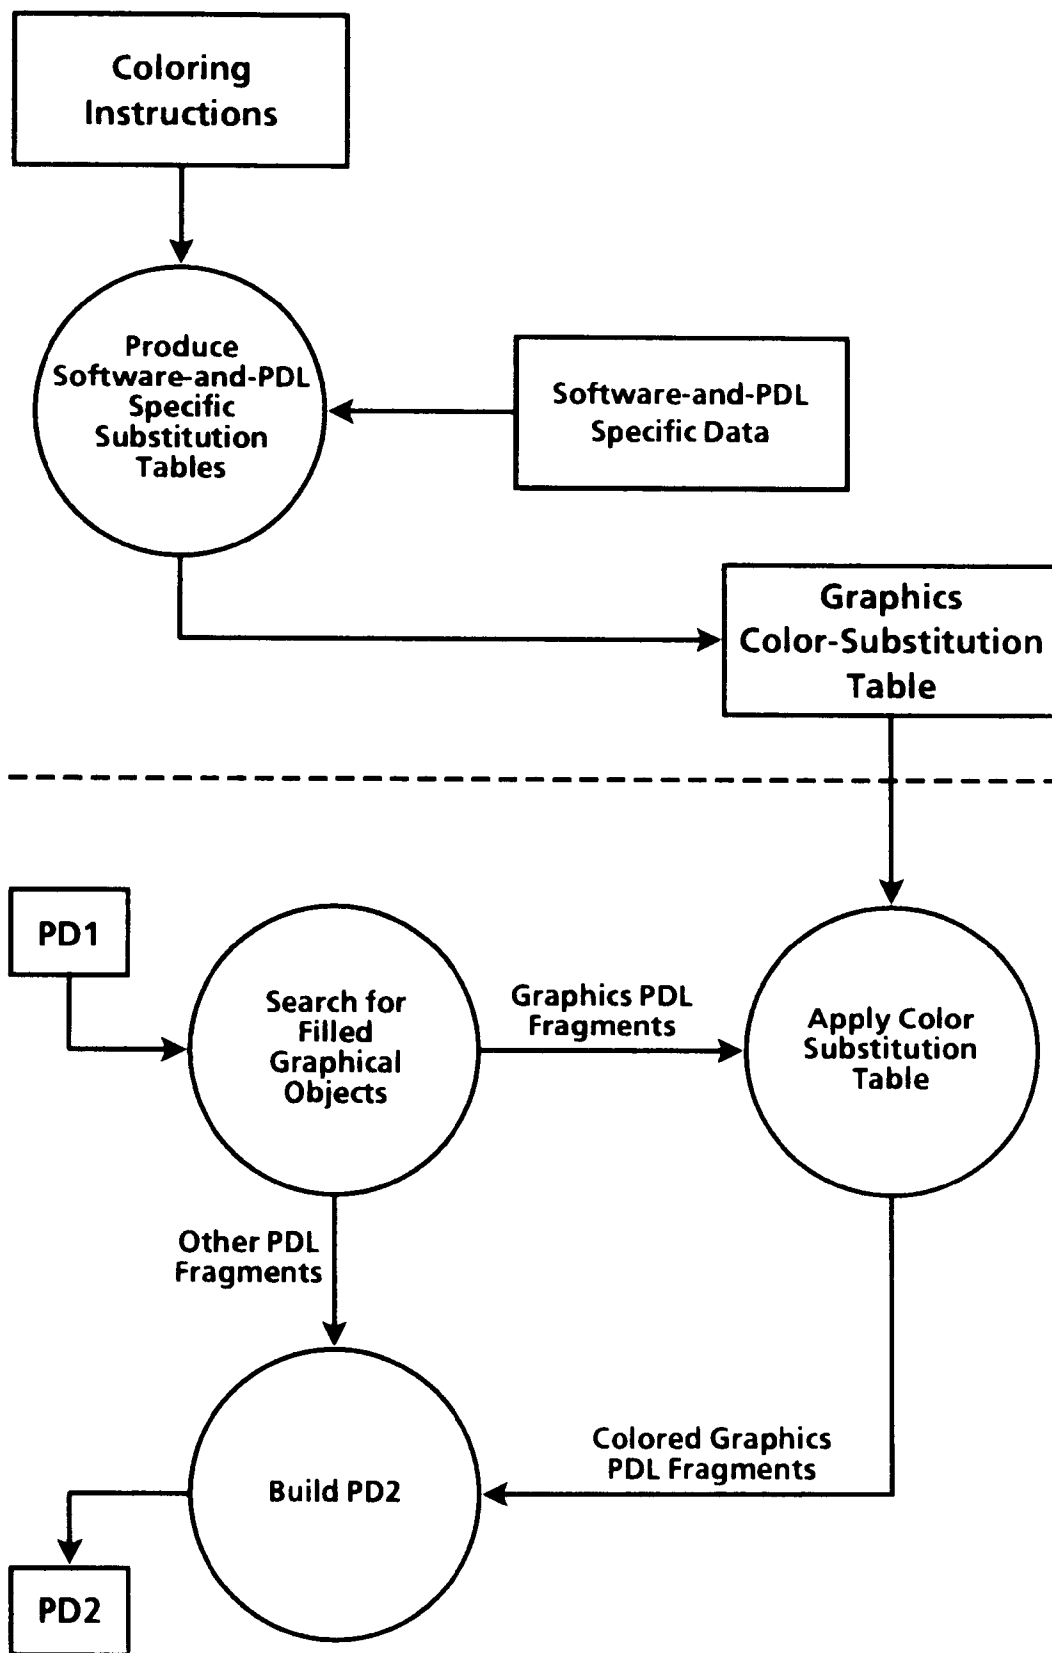 Coloring
Instructions
Produce
Software-and-PDL
Specific
Substitution
Tables
Software-and-PDL
Specific Data
Graphics
Color-Substitution
Table
PD1
Search for
Filled
Graphical
Objects
Graphics PDL
Fragments
Apply Color
Substitution
Table
Other PDL
Fragments
Build PD2
Colored Graphics
PDL Fragments
PD2